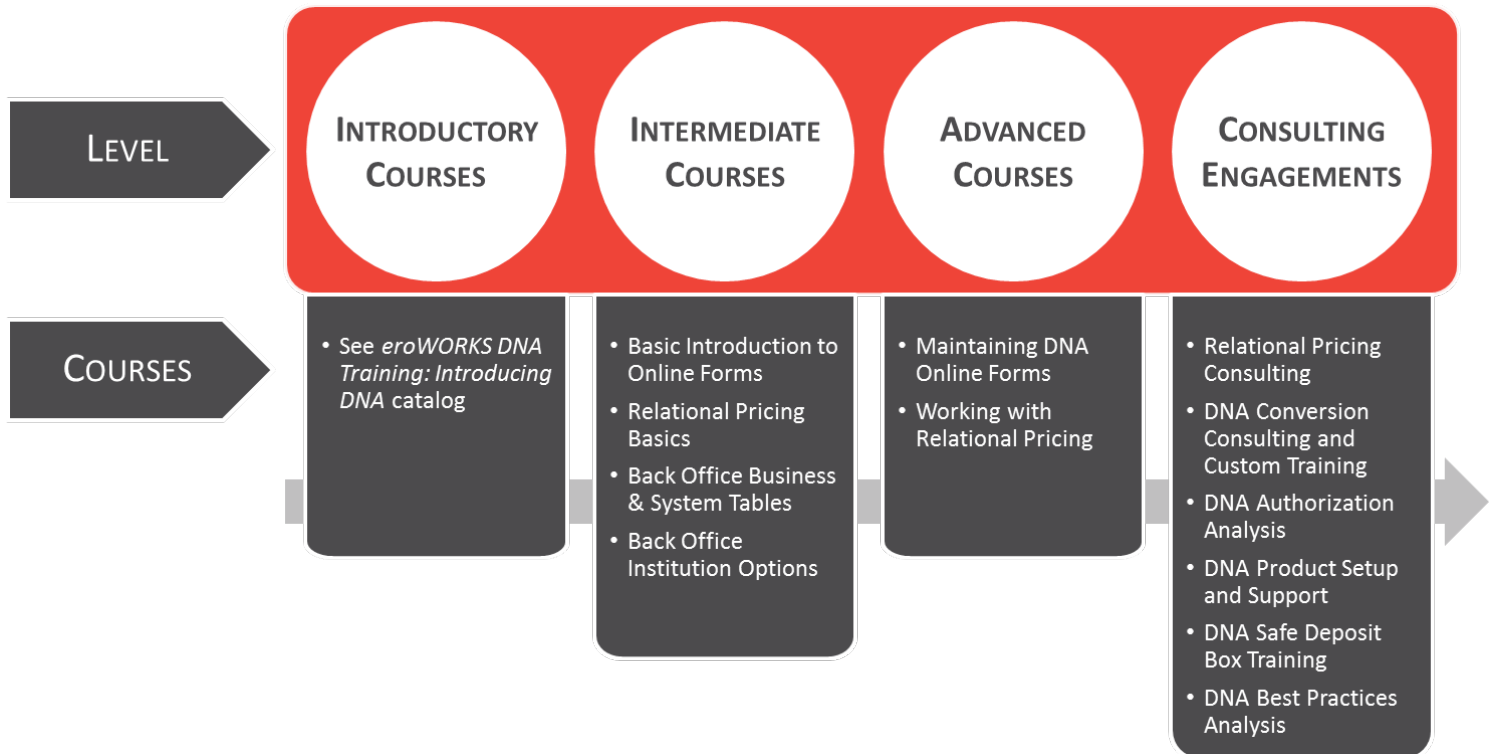 LEVEL
INTRODUCTORY
COURSES
INTERMEDIATE
COURSES
ADVANCED
COURSES
CONSULTING
ENGAGEMENTS
COURSES
• See eroWORKS DNA
Training: Introducing
DNA catalog
• Basic Introduction to
Online Forms
• Relational Pricing
Basics
• Back Office Business
& System Tables
• Back Office
Institution Options
• Maintaining DNA
Online Forms
• Working with
Relational Pricing
• Relational Pricing
Consulting
• DNA Conversion
Consulting and
Custom Training
• DNA Authorization
Analysis
• DNA Product Setup
and Support
• DNA Safe Deposit
Box Training
• DNA Best Practices
Analysis